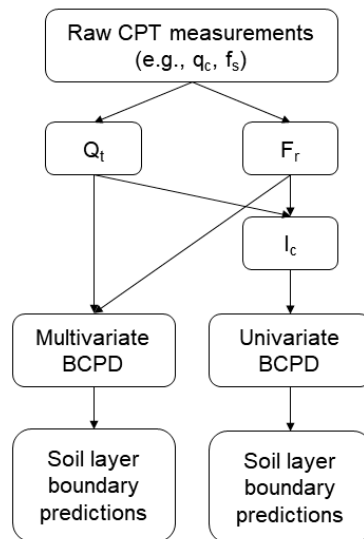 Raw CPT measurements
(e.g., qc, fs)
Qt
Fr
Ic
Multivariate
BCPD
Univariate
BCPD
Soil layer
boundary
predictions
Soil layer
boundary
predictions